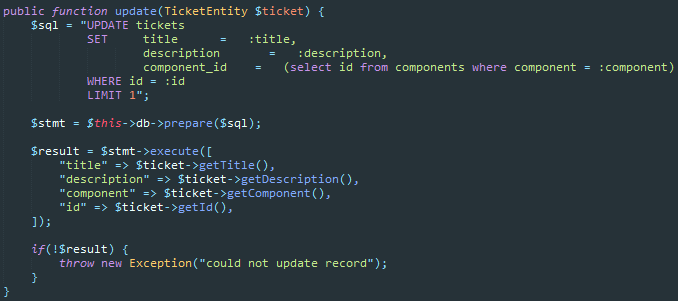 public function update(TicketEntity $ticket) {
    $sql = "UPDATE tickets
            SET     title      =   :title,
                    description       =   :description,
                    component_id    =   (select id from components where component = :component)
            WHERE id = :id
            LIMIT 1";

    $stmt = $this->db->prepare($sql);

    $result = $stmt->execute([
        "title" => $ticket->getTitle(),
        "description" => $ticket->getDescription(),
        "component" => $ticket->getComponent(),
        "id" => $ticket->getId(),
    ]);

    if(!$result) {
        throw new Exception("could not update record");
    }
}